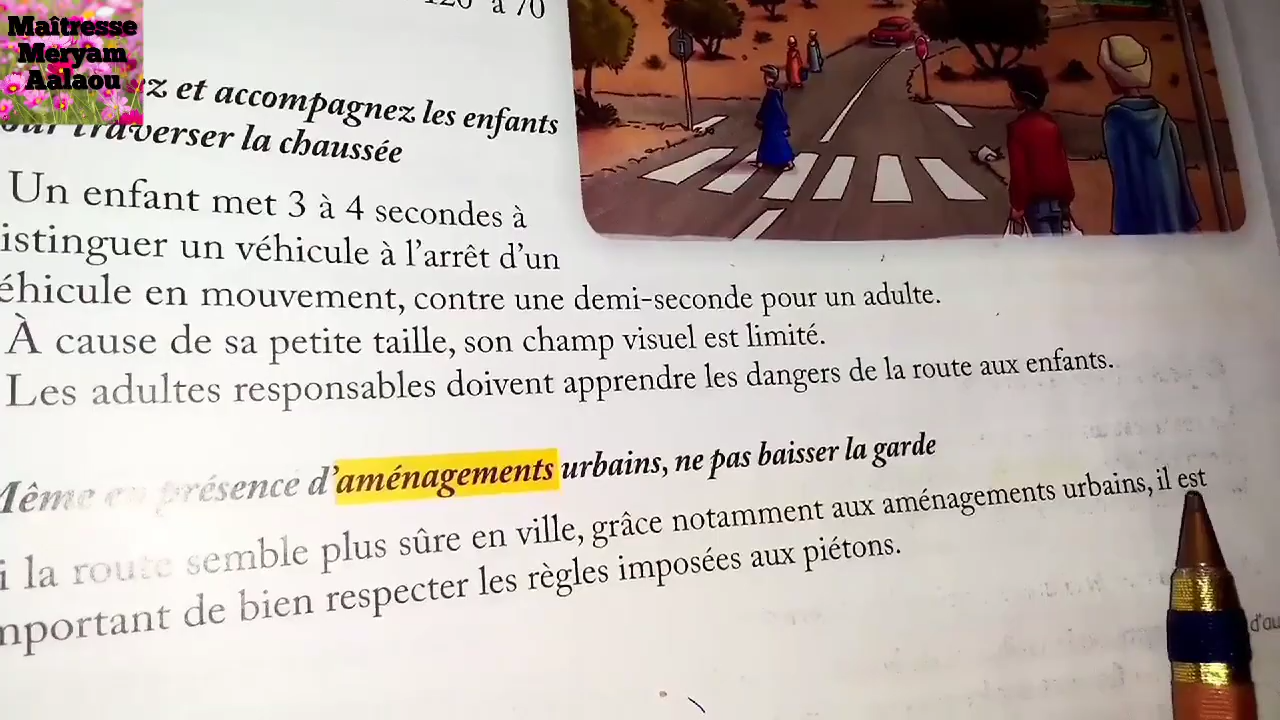 Maîtresse
Meryam
Aalaou
à 70
et accompagnez les enfants
traverser la chaussée
Un enfant met 3 à 4 secondes à
istinguer un véhicule à l'arrêt d'un
éhicule en mouvement, contre une demi-seconde pour un adulte.
À cause de sa petite taille, son champ visuel est limité.
Les adultes responsables doivent apprendre les dangers de la route aux enfants.
ême en présence d'aménagements urbains, ne pas baisser la garde
i la route semble plus sûre en ville, grâce notamment aux aménagements urbains, il est
mportant de bien respecter les règles imposées aux piétons.